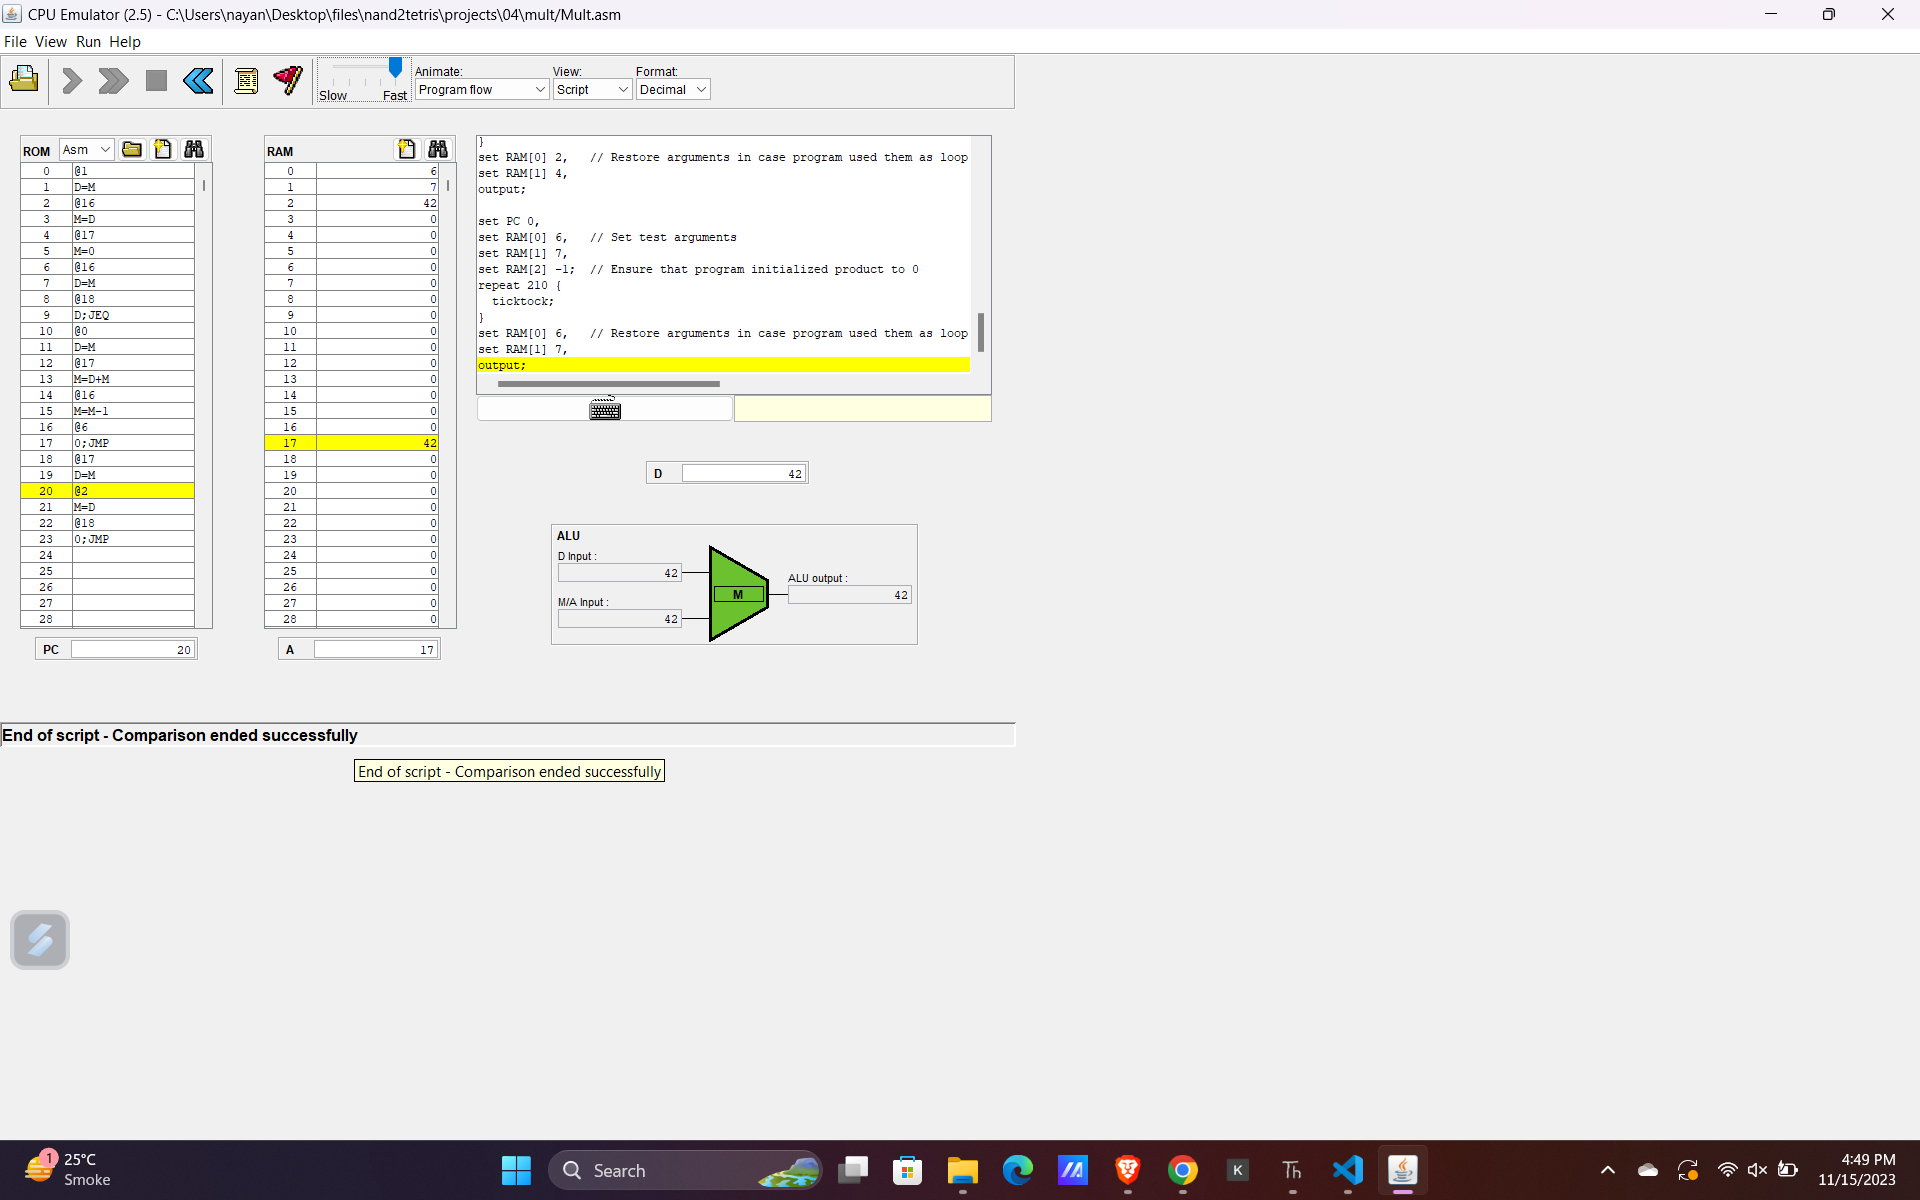 CPU Emulator (2.5) - C:\Users\nayan\Desktop\files\nand2tetris\projects\04\mult/Mult.asm
File View Run Help
Slow Fast
Animate:
Program flow
View:
Script
Format:
Decimal
ROM Asm
0 @1
1 D=M
2 @16
3 M=D
4 @17
5 M=0
6 @16
7 D=M
8 @18
9 D;JEQ
10 @0
11 D=M
12 @17
13 M=D+M
14 @16
15 M=M-1
16 @6
17 0;JMP
18 @17
19 D=M
20 @2
21 M=D
22 @18
23 0;JMP
24
25
26
27
28
PC 20
RAM
0 6
1 7
2 42
3 0
4 0
5 0
6 0
7 0
8 0
9 0
10 0
11 0
12 0
13 0
14 0
15 0
16 0
17 42
18 0
19 0
20 0
21 0
22 0
23 0
24 0
25 0
26 0
27 0
28 0
A 17
}
set RAM[0] 2,   // Restore arguments in case program used them as loop
set RAM[1] 4,
output;
set PC 0,
set RAM[0] 6,   // Set test arguments
set RAM[1] 7,
set RAM[2] -1;  // Ensure that program initialized product to 0
repeat 210 {
  ticktock;
}
set RAM[0] 6,   // Restore arguments in case program used them as loop
set RAM[1] 7,
output;
D 42
ALU
D Input :
42
M/A Input :
42
M
ALU output :
42
End of script - Comparison ended successfully
End of script - Comparison ended successfully
1
25°C
Smoke
Search
K
Th
4:49 PM
11/15/2023